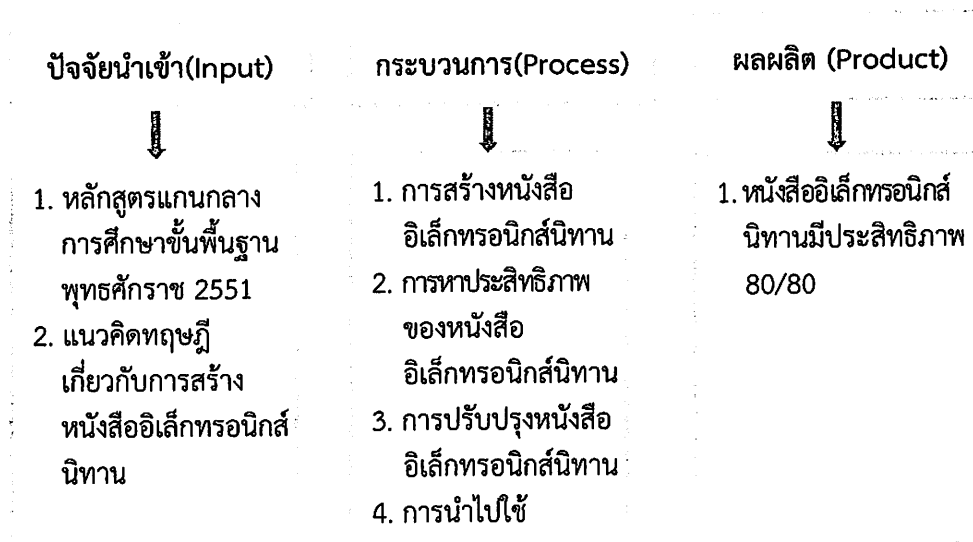 ปัจจัยนำเข้า(Input)
1. หลักสูตรแกนกลาง
การศึกษาขั้นพื้นฐาน
พุทธศักราช 2551
2. แนวคิดทฤษฎี
เกี่ยวกับการสร้าง
หนังสืออิเล็กทรอนิกส์
นิทาน
กระบวนการ(Process)
1. การสร้างหนังสือ
อิเล็กทรอนิกส์นิทาน
2. การหาประสิทธิภาพ
ของหนังสือ
อิเล็กทรอนิกส์นิทาน
3. การปรับปรุงหนังสือ
อิเล็กทรอนิกส์นิทาน
4. การนำไปใช้
ผลผลิต (Product)
1. หนังสืออิเล็กทรอนิกส์
นิทานมีประสิทธิภาพ
80/80